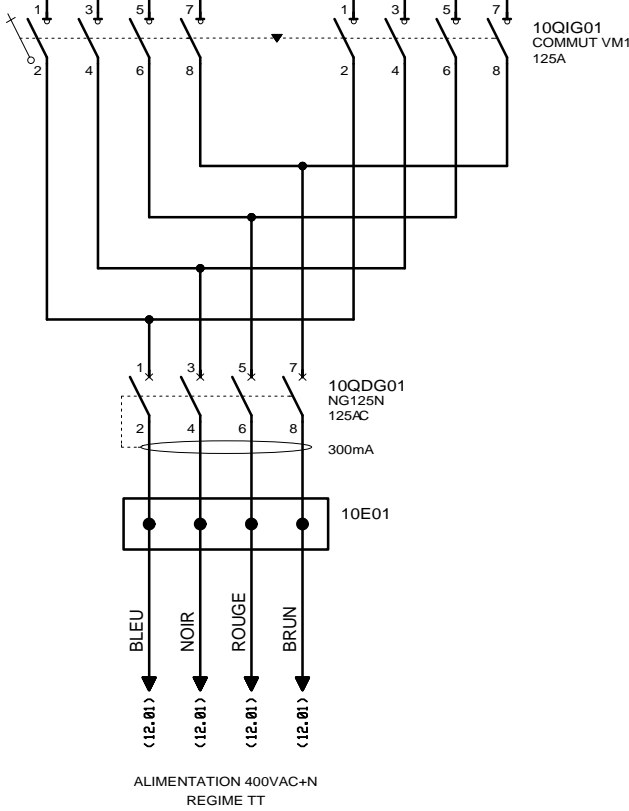 1 3 5 7 1 3 5 7
10QIG01
COMMUT VM1
125A
2 4 6 8 2 4 6 8
1 3 5 7
10QDG01
NG125N
125AC
2 4 6 8
300mA
10E01
BLEU NOIR ROUGE BRUN
(12.01) (12.01) (12.01) (12.01)
ALIMENTATION 400VAC+N
REGIME TT